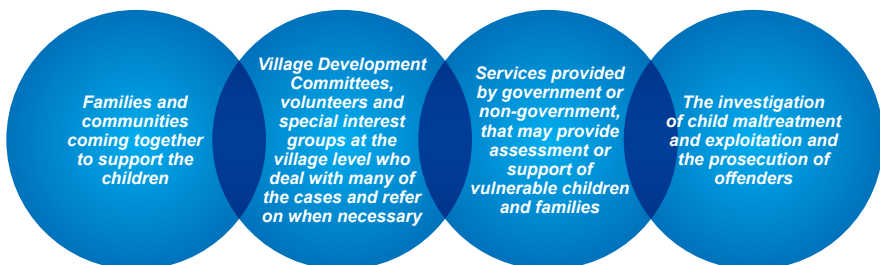 Families and
communities
coming together
to support the
children
Village Development
Committees,
volunteers and
special interest
groups at the
village level who
deal with many of
the cases and refer
on when necessary
Services provided
by government or
non-government,
that may provide
assessment or
support of
vulnerable children
and families
The investigation
of child maltreatment
and exploitation and
the prosecution of
offenders